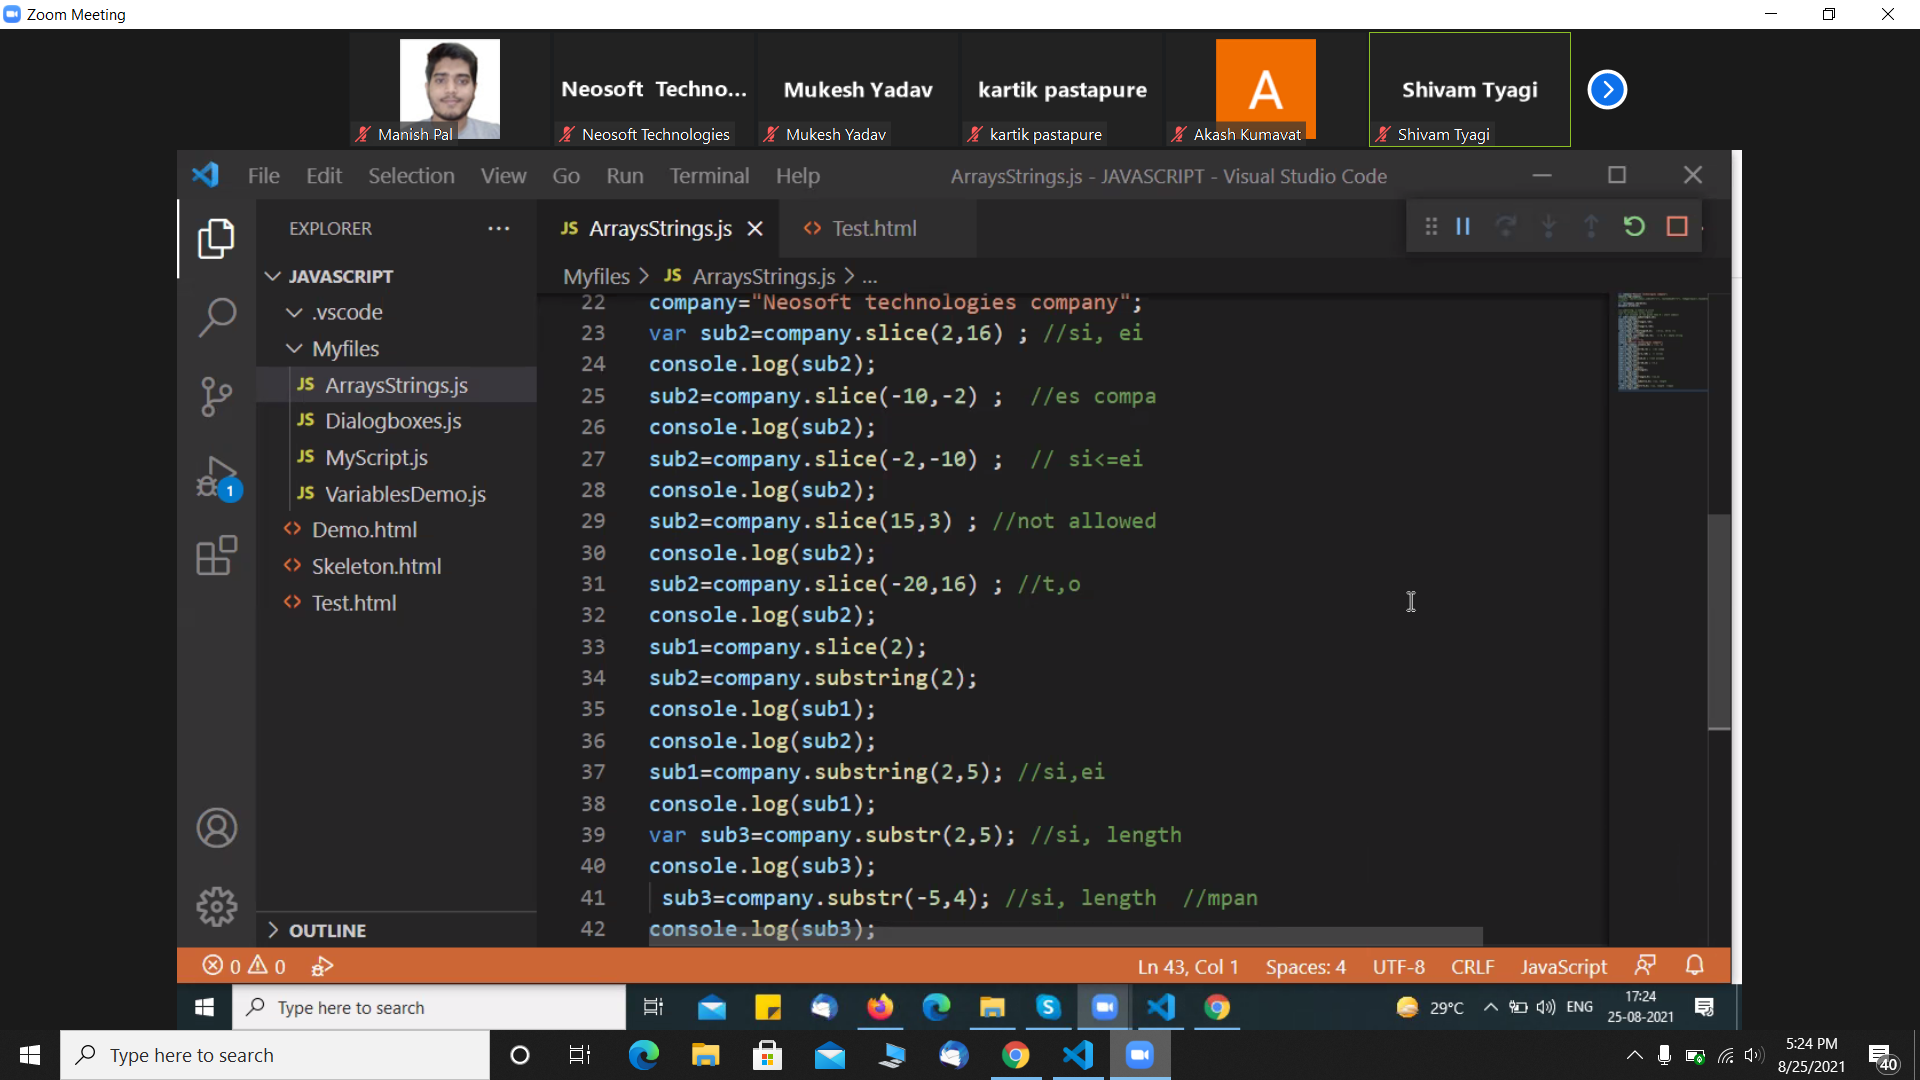 Zoom Meeting
Neosoft Techno...
Mukesh Yadav
kartik pastapure
A
Shivam Tyagi
Manish Pal
Neosoft Technologies
Mukesh Yadav
kartik pastapure
Akash Kumavat
Shivam Tyagi
File Edit Selection View Go Run Terminal Help
ArraysStrings.js - JAVASCRIPT - Visual Studio Code
EXPLORER ...
JS ArraysStrings.js
<> Test.html
JAVASCRIPT
Myfiles > JS ArraysStrings.js > ...
.vscode
Myfiles
JS ArraysStrings.js
JS Dialogboxes.js
JS MyScript.js
JS VariablesDemo.js
<> Demo.html
<> Skeleton.html
<> Test.html
1
OUTLINE
22 company="Neosoft technologies company";
23 var sub2=company.slice(2,16) ; //si, ei
24 console.log(sub2);
25 sub2=company.slice(-10,-2) ; //es compa
26 console.log(sub2);
27 sub2=company.slice(-2,-10) ; // si<=ei
28 console.log(sub2);
29 sub2=company.slice(15,3) ; //not allowed
30 console.log(sub2);
31 sub2=company.slice(-20,16) ; //t,o
32 console.log(sub2);
33 sub1=company.slice(2);
34 sub2=company.substring(2);
35 console.log(sub1);
36 console.log(sub2);
37 sub1=company.substring(2,5); //si,ei
38 console.log(sub1);
39 var sub3=company.substr(2,5); //si, length
40 console.log(sub3);
41 sub3=company.substr(-5,4); //si, length //mpan
42 console.log(sub3);
0 0
Ln 43, Col 1 Spaces: 4 UTF-8 CRLF JavaScript
Type here to search
29°C ENG
17:24
25-08-2021
Type here to search
5:24 PM
8/25/2021
40